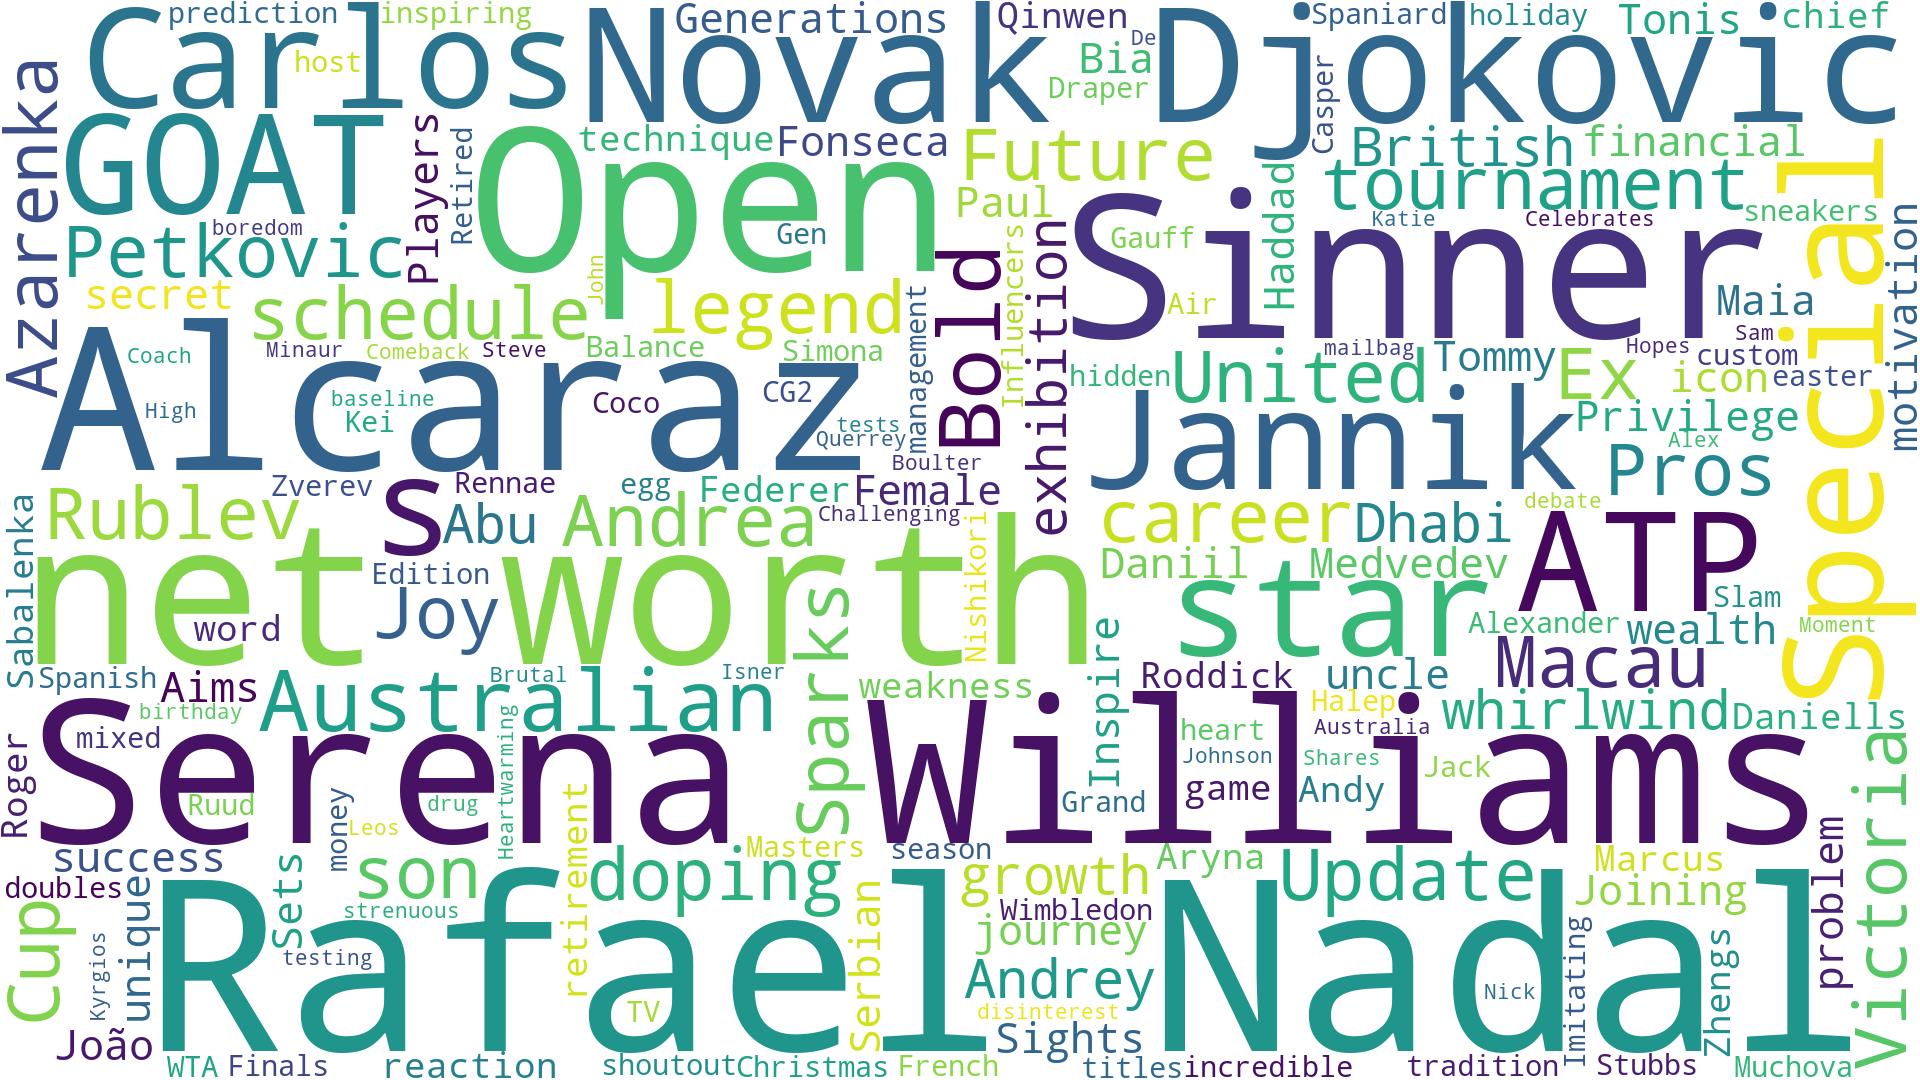 prediction
inspiring
Generations
Qinwen
Spaniard
holiday
Tonis
chief
Carlos
Novak
Djokovic
host
De
Bia
Draper
Casper
Azarenka
GOAT
Players
Retired
technique
Fonseca
Open
Future
British
financial
tournament
Special
Paul
Haddad
Katie
Celebrates
sneakers
motivation
boredom
Petkovic
Gen
Gauff
Sinner
Influencers
exhibition
Bold
John
secret
schedule
legend
management
Air
Maia
Sam
Coach
Minaur
Comeback
Steve
Balance
Simona
mailbag
Tommy
Hopes
custom
Alcaraz
hidden
United
Ex
icon
easter
High
baseline
Kei
Coco
CG2
tests
Querrey
Jannik
Privilege
Alex
Boulter
Pros
Zverev
s
Rennae
egg
Federer
Female
Sabalenka
Rublev
Abu
Andrea
Challenging
career
Dhabi
debate
ATP
Nishikori
net
worth
Edition
Joy
Daniil
Medvedev
star
Slam
word
Sparks
Inspire
Alexander
wealth
Moment
Spanish
Aims
Australian
Brutal
Isner
weakness
Roddick
uncle
Macau
birthday
mixed
Serena
Heartwarming
Williams
heart
Halep
Australia
whirlwind
Daniells
Roger
Johnson
Shares
Jack
Victoria
Ruud
money
Leos
drug
retirement
Grand
game
Andy
problem
success
Sets
son
doping
Masters
season
growth
Aryna
Update
Marcus
Joining
doubles
Cup
unique
strenuous
Serbian
Wimbledon
journey
Imitating
Zhengs
Kyrgios
testing
Rafael
Andrey
Nadal
Nick
TV
disinterest
João
Sights
WTA
Finals
reaction
shoutout
Christmas
French
titles
incredible
tradition
Stubbs
Muchova